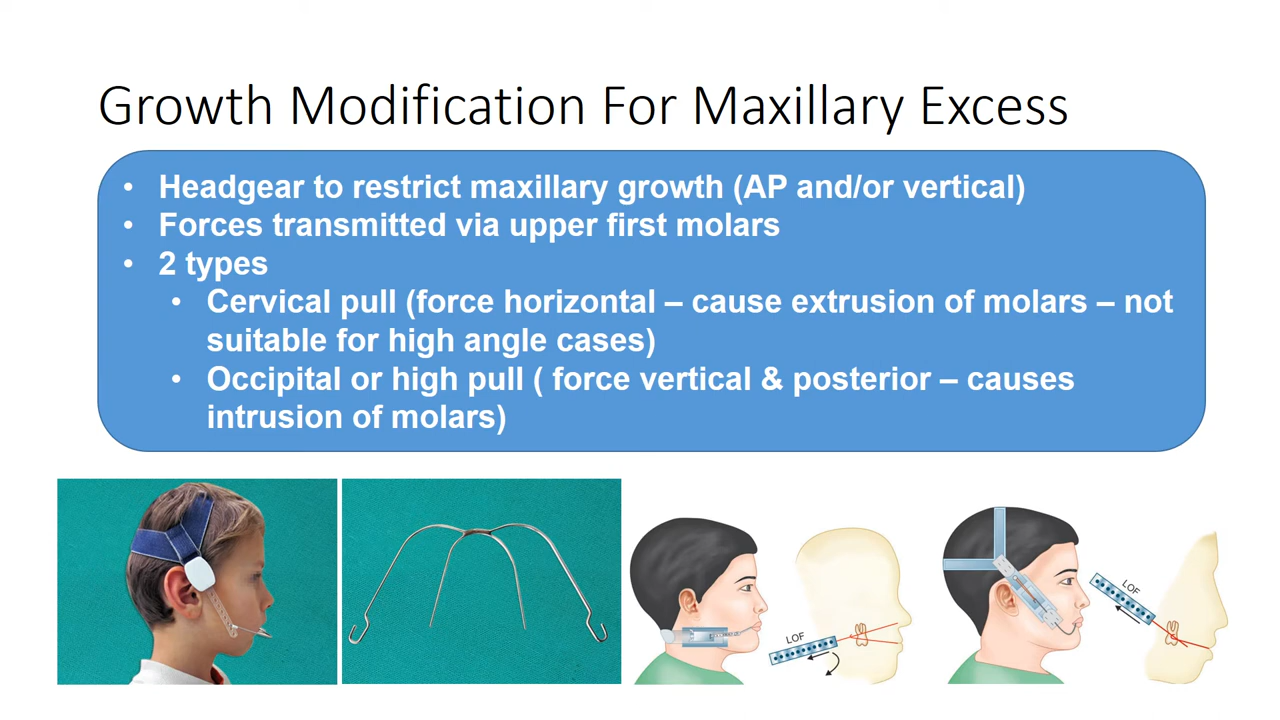 Growth Modification For Maxillary Excess
• Headgear to restrict maxillary growth (AP and/or vertical)
• Forces transmitted via upper first molars
• 2 types
• Cervical pull (force horizontal – cause extrusion of molars – not
suitable for high angle cases)
• Occipital or high pull ( force vertical & posterior – causes
intrusion of molars)
LOF
LOF